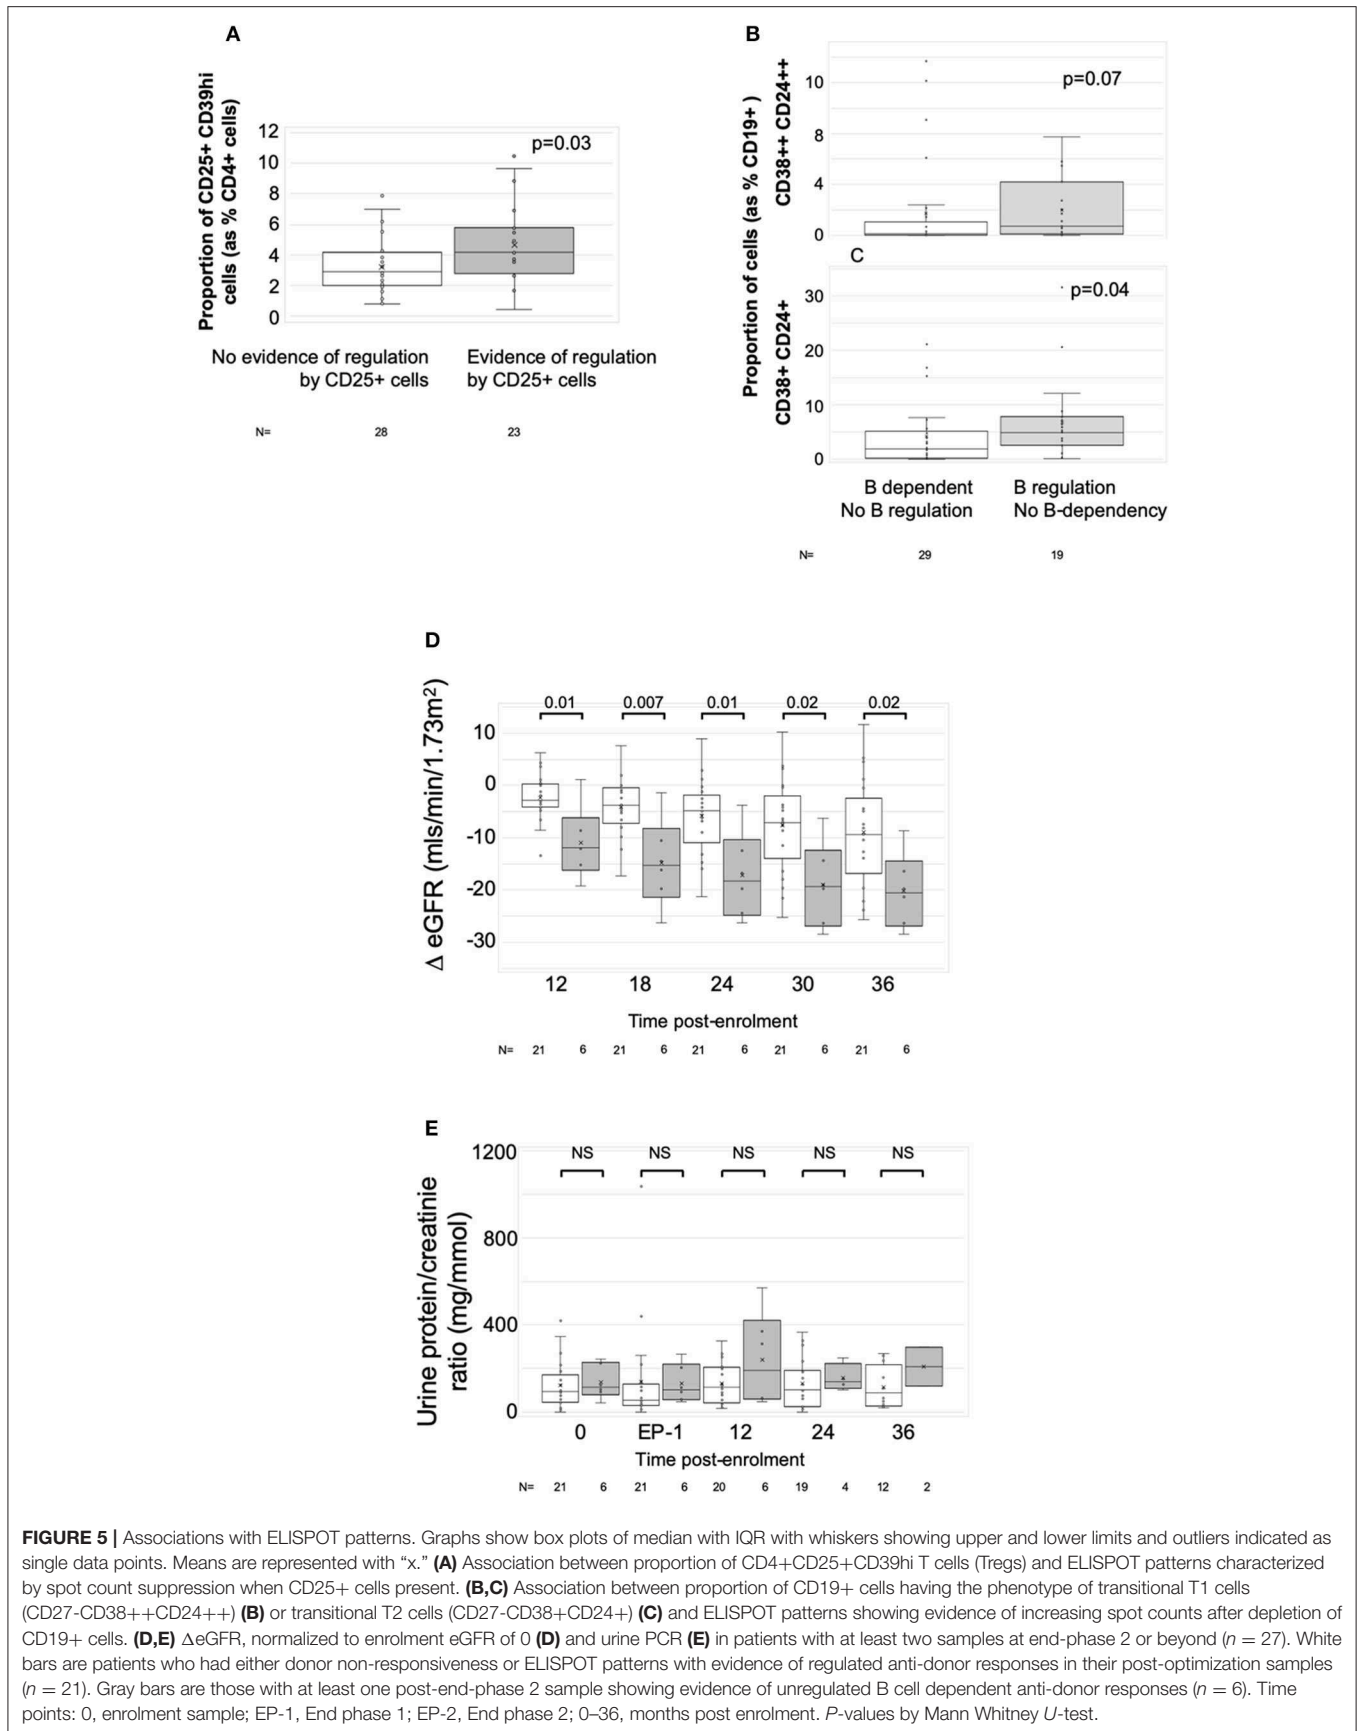 A
Proportion of CD25+ CD39hi
cells (as % CD4+ cells)
12
10
8
6
4
2
0
p=0.03
No evidence of regulation
by CD25+ cells
Evidence of regulation
by CD25+ cells
N=
28
23
B
Proportion of cells (as % CD19+ )
CD38++ CD24++
10
8
4
0
p=0.07
C
CD38+ CD24+
30
20
10
0
p=0.04
B dependent
No B regulation
B regulation
No B-dependency
N=
29
19
D
Δ eGFR (mls/min/1.73m²)
10
0
-10
-20
-30
0.01
0.007
0.01
0.02
0.02
12 18 24 30 36
Time post-enrolment
N= 21 6 21 6 21 6 21 6 21 6
E
Urine protein/creatinie
ratio (mg/mmol)
1200
800
400
0
NS NS NS NS NS
0 EP-1 12 24 36
Time post-enrolment
N= 21 6 21 6 20 6 19 4 12 2
FIGURE 5 | Associations with ELISPOT patterns. Graphs show box plots of median with IQR with whiskers showing upper and lower limits and outliers indicated as
single data points. Means are represented with “x.” (A) Association between proportion of CD4+CD25+CD39hi T cells (Tregs) and ELISPOT patterns characterized
by spot count suppression when CD25+ cells present. (B,C) Association between proportion of CD19+ cells having the phenotype of transitional T1 cells
(CD27-CD38++CD24++) (B) or transitional T2 cells (CD27-CD38+CD24+) (C) and ELISPOT patterns showing evidence of increasing spot counts after depletion of
CD19+ cells. (D,E) ΔeGFR, normalized to enrolment eGFR of 0 (D) and urine PCR (E) in patients with at least two samples at end-phase 2 or beyond (n = 27). White
bars are patients who had either donor non-responsiveness or ELISPOT patterns with evidence of regulated anti-donor responses in their post-optimization samples
(n = 21). Gray bars are those with at least one post-end-phase 2 sample showing evidence of unregulated B cell dependent anti-donor responses (n = 6). Time
points: 0, enrolment sample; EP-1, End phase 1; EP-2, End phase 2; 0–36, months post enrolment. P-values by Mann Whitney U-test.